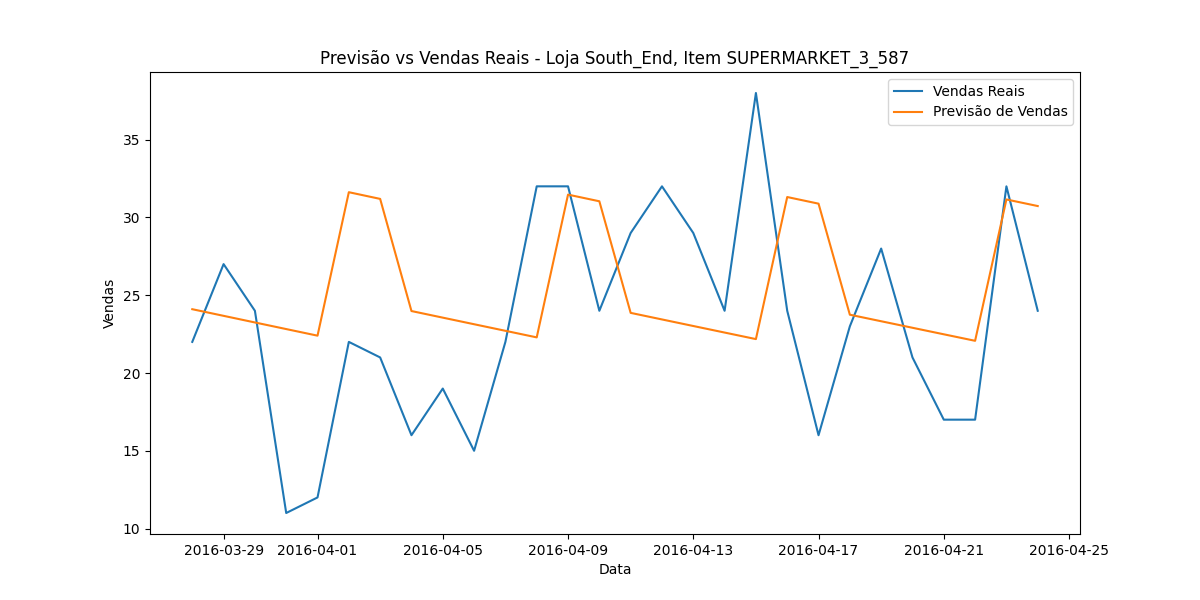 Previsão vs Vendas Reais - Loja South_End, Item SUPERMARKET_3_587
Vendas Reais
Previsão de Vendas
Vendas
35
30
25
20
15
10
2016-03-29 2016-04-01 2016-04-05 2016-04-09 2016-04-13 2016-04-17 2016-04-21 2016-04-25
Data